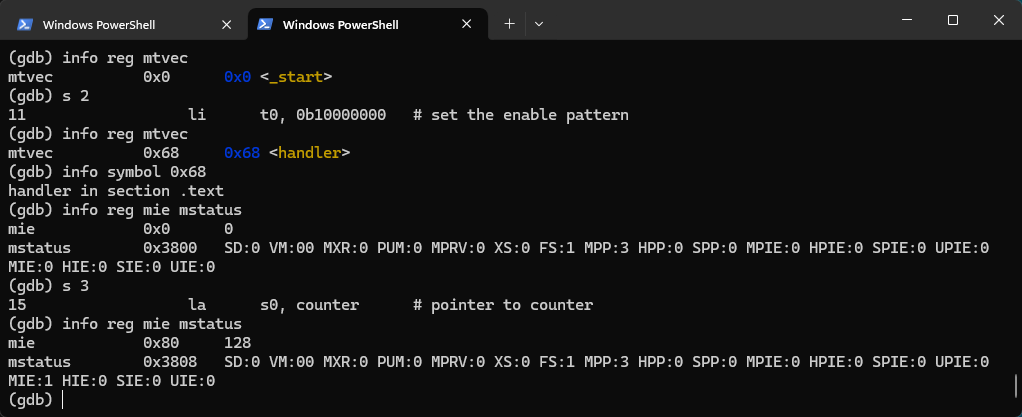 Windows PowerShell
Windows PowerShell
(gdb) info reg mtvec
mtvec          0x0      0x0 <_start>
(gdb) s 2
11                  li      t0, 0b10000000   # set the enable pattern
(gdb) info reg mtvec
mtvec          0x68     0x68 <handler>
(gdb) info symbol 0x68
handler in section .text
(gdb) info reg mie mstatus
mie            0x0      0
mstatus        0x3800   SD:0 VM:00 MXR:0 PUM:0 MPRV:0 XS:0 FS:1 MPP:3 HPP:0 SPP:0 MPIE:0 HPIE:0 SPIE:0 UPIE:0
MIE:0 HIE:0 SIE:0 UIE:0
(gdb) s 3
15                  la      s0, counter      # pointer to counter
(gdb) info reg mie mstatus
mie            0x80     128
mstatus        0x3808   SD:0 VM:00 MXR:0 PUM:0 MPRV:0 XS:0 FS:1 MPP:3 HPP:0 SPP:0 MPIE:0 HPIE:0 SPIE:0 UPIE:0
MIE:1 HIE:0 SIE:0 UIE:0
(gdb)